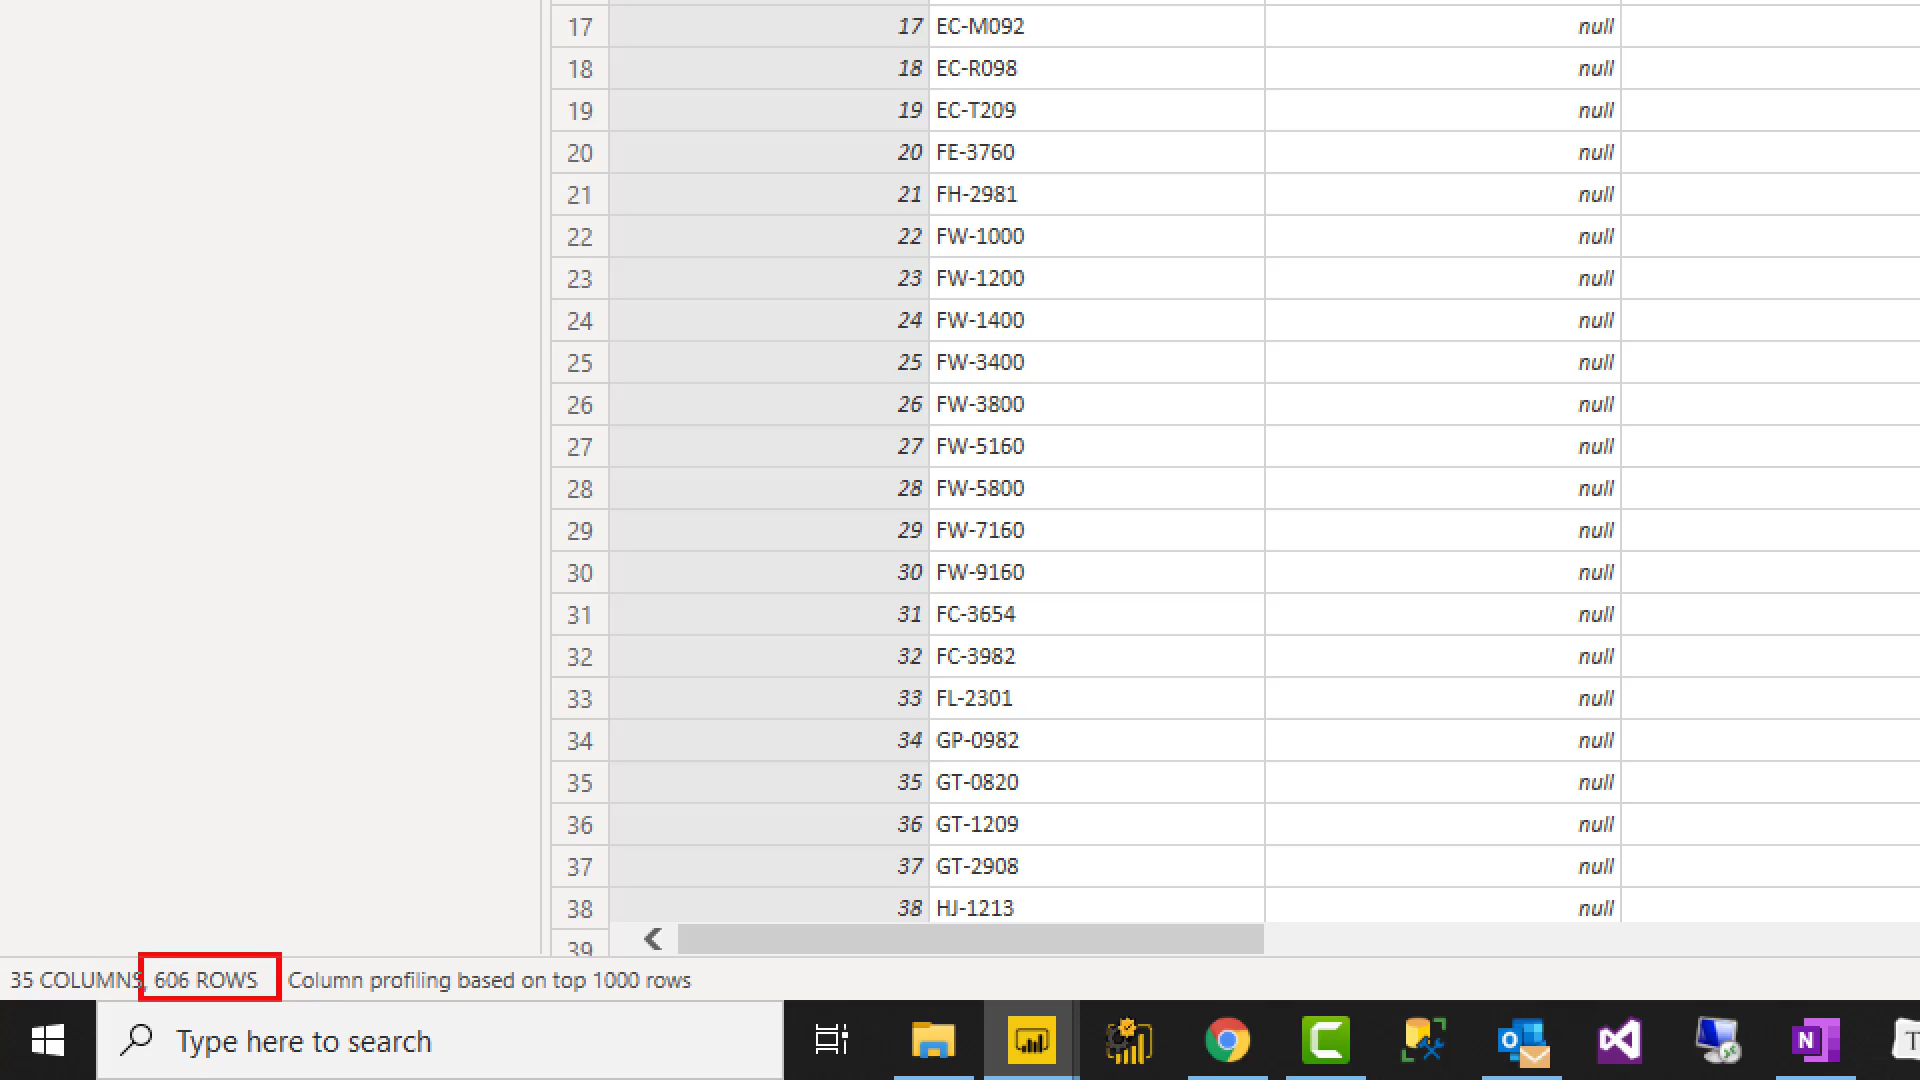 17 17 EC-M092 null
18 18 EC-R098 null
19 19 EC-T209 null
20 20 FE-3760 null
21 21 FH-2981 null
22 22 FW-1000 null
23 23 FW-1200 null
24 24 FW-1400 null
25 25 FW-3400 null
26 26 FW-3800 null
27 27 FW-5160 null
28 28 FW-5800 null
29 29 FW-7160 null
30 30 FW-9160 null
31 31 FC-3654 null
32 32 FC-3982 null
33 33 FL-2301 null
34 34 GP-0982 null
35 35 GT-0820 null
36 36 GT-1209 null
37 37 GT-2908 null
38 38 HJ-1213 null
39
35 COLUMNS, 606 ROWS Column profiling based on top 1000 rows
Type here to search